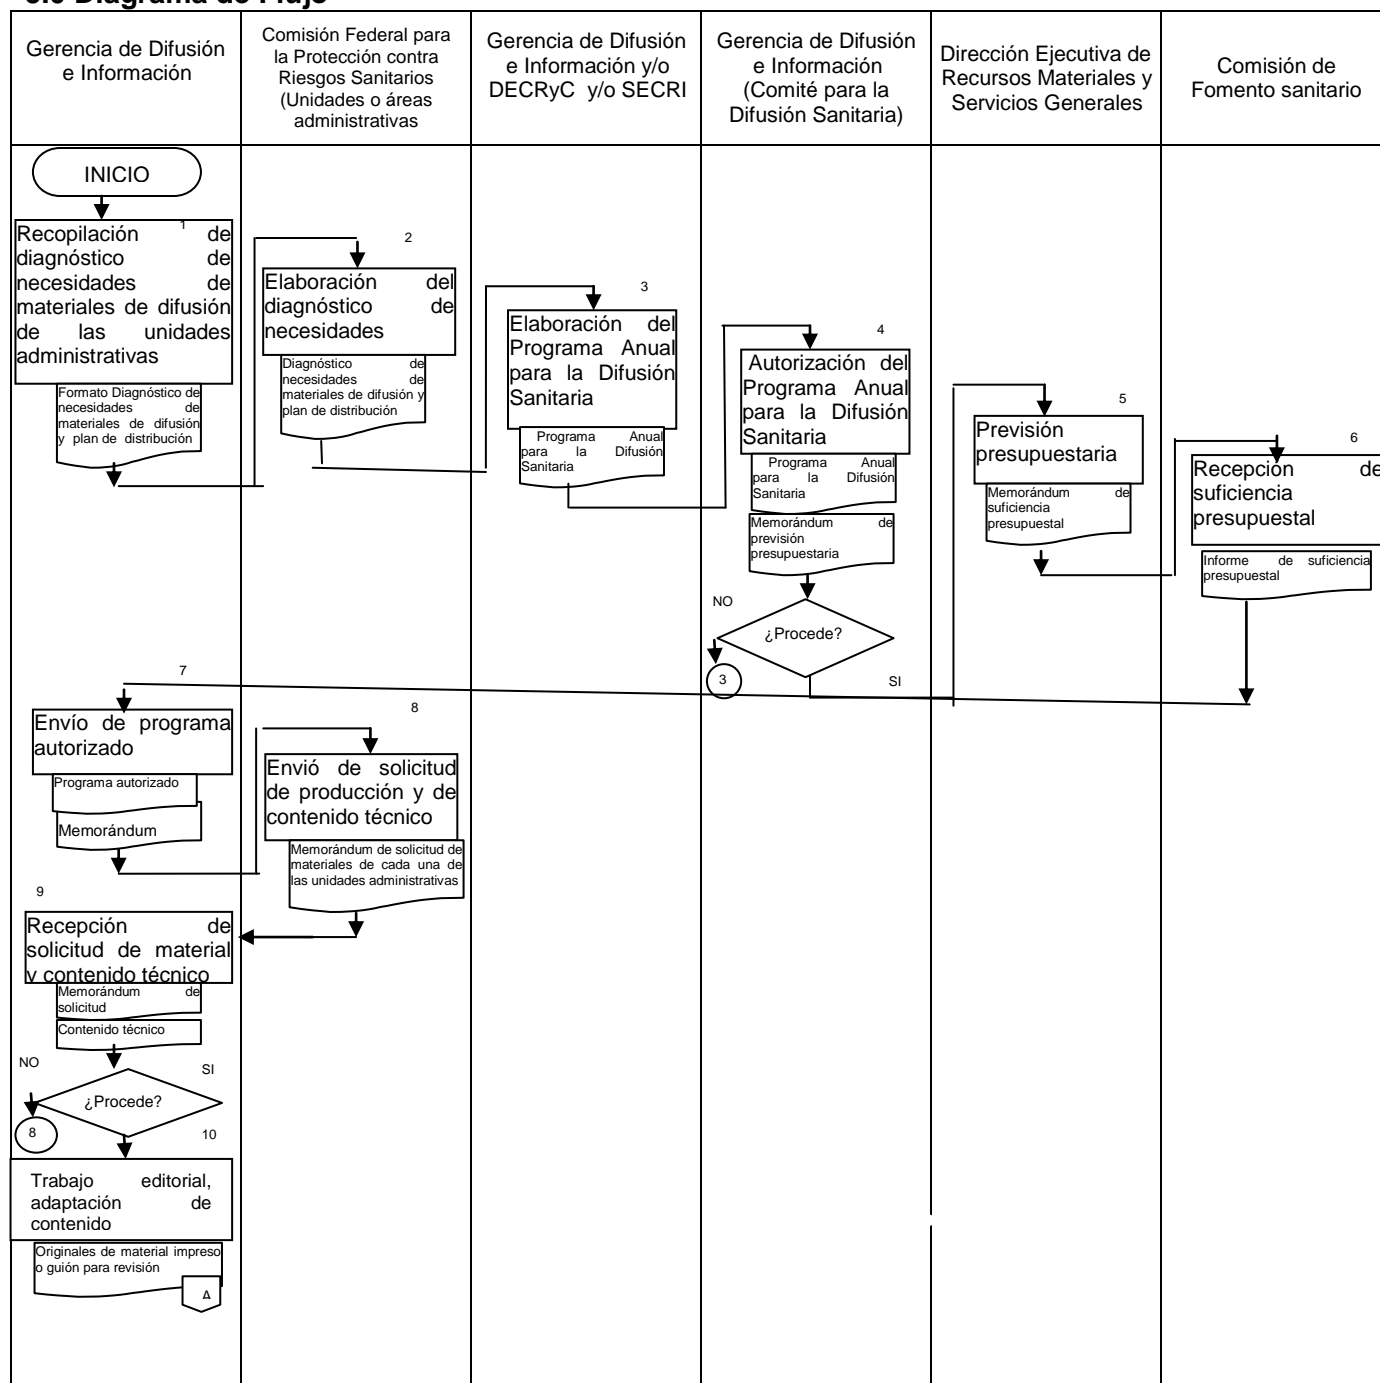 Gerencia de Difusión
e Información
Comisión Federal para
la Protección contra
Riesgos Sanitarios
(Unidades o áreas
administrativas
Gerencia de Difusión
e Información y/o
DECRyC y/o SECRI
Gerencia de Difusión
e Información
(Comité para la
Difusión Sanitaria)
Dirección Ejecutiva de
Recursos Materiales y
Servicios Generales
Comisión de
Fomento sanitario
INICIO
1
Recopilación de
diagnóstico de
necesidades de
materiales de difusión
de las unidades
administrativas
Formato Diagnóstico de
necesidades de
materiales de difusión
y plan de distribución
2
Elaboración del
diagnóstico de
necesidades
Diagnóstico de
necesidades de
materiales de difusión y
plan de distribución
3
Elaboración del
Programa Anual
para la Difusión
Sanitaria
Programa Anual
para la Difusión
Sanitaria
4
Autorización del
Programa Anual
para la Difusión
Sanitaria
Programa Anual
para la Difusión
Sanitaria
Memorándum de
previsión
presupuestaria
¿Procede?
NO
3
SI
5
Previsión
presupuestaria
Memorándum de
suficiencia
presupuestal
6
Recepción de
suficiencia
presupuestal
Informe de suficiencia
presupuestal
7
Envío de programa
autorizado
Programa autorizado
Memorándum
8
Envió de solicitud
de producción y de
contenido técnico
Memorándum de solicitud de
materiales de cada una de
las unidades administrativas
9
Recepción de
solicitud de material
y contenido técnico
Memorándum de
solicitud
Contenido técnico
NO
SI
¿Procede?
8
10
Trabajo editorial,
adaptación de
contenido
Originales de material impreso
o guión para revisión
A